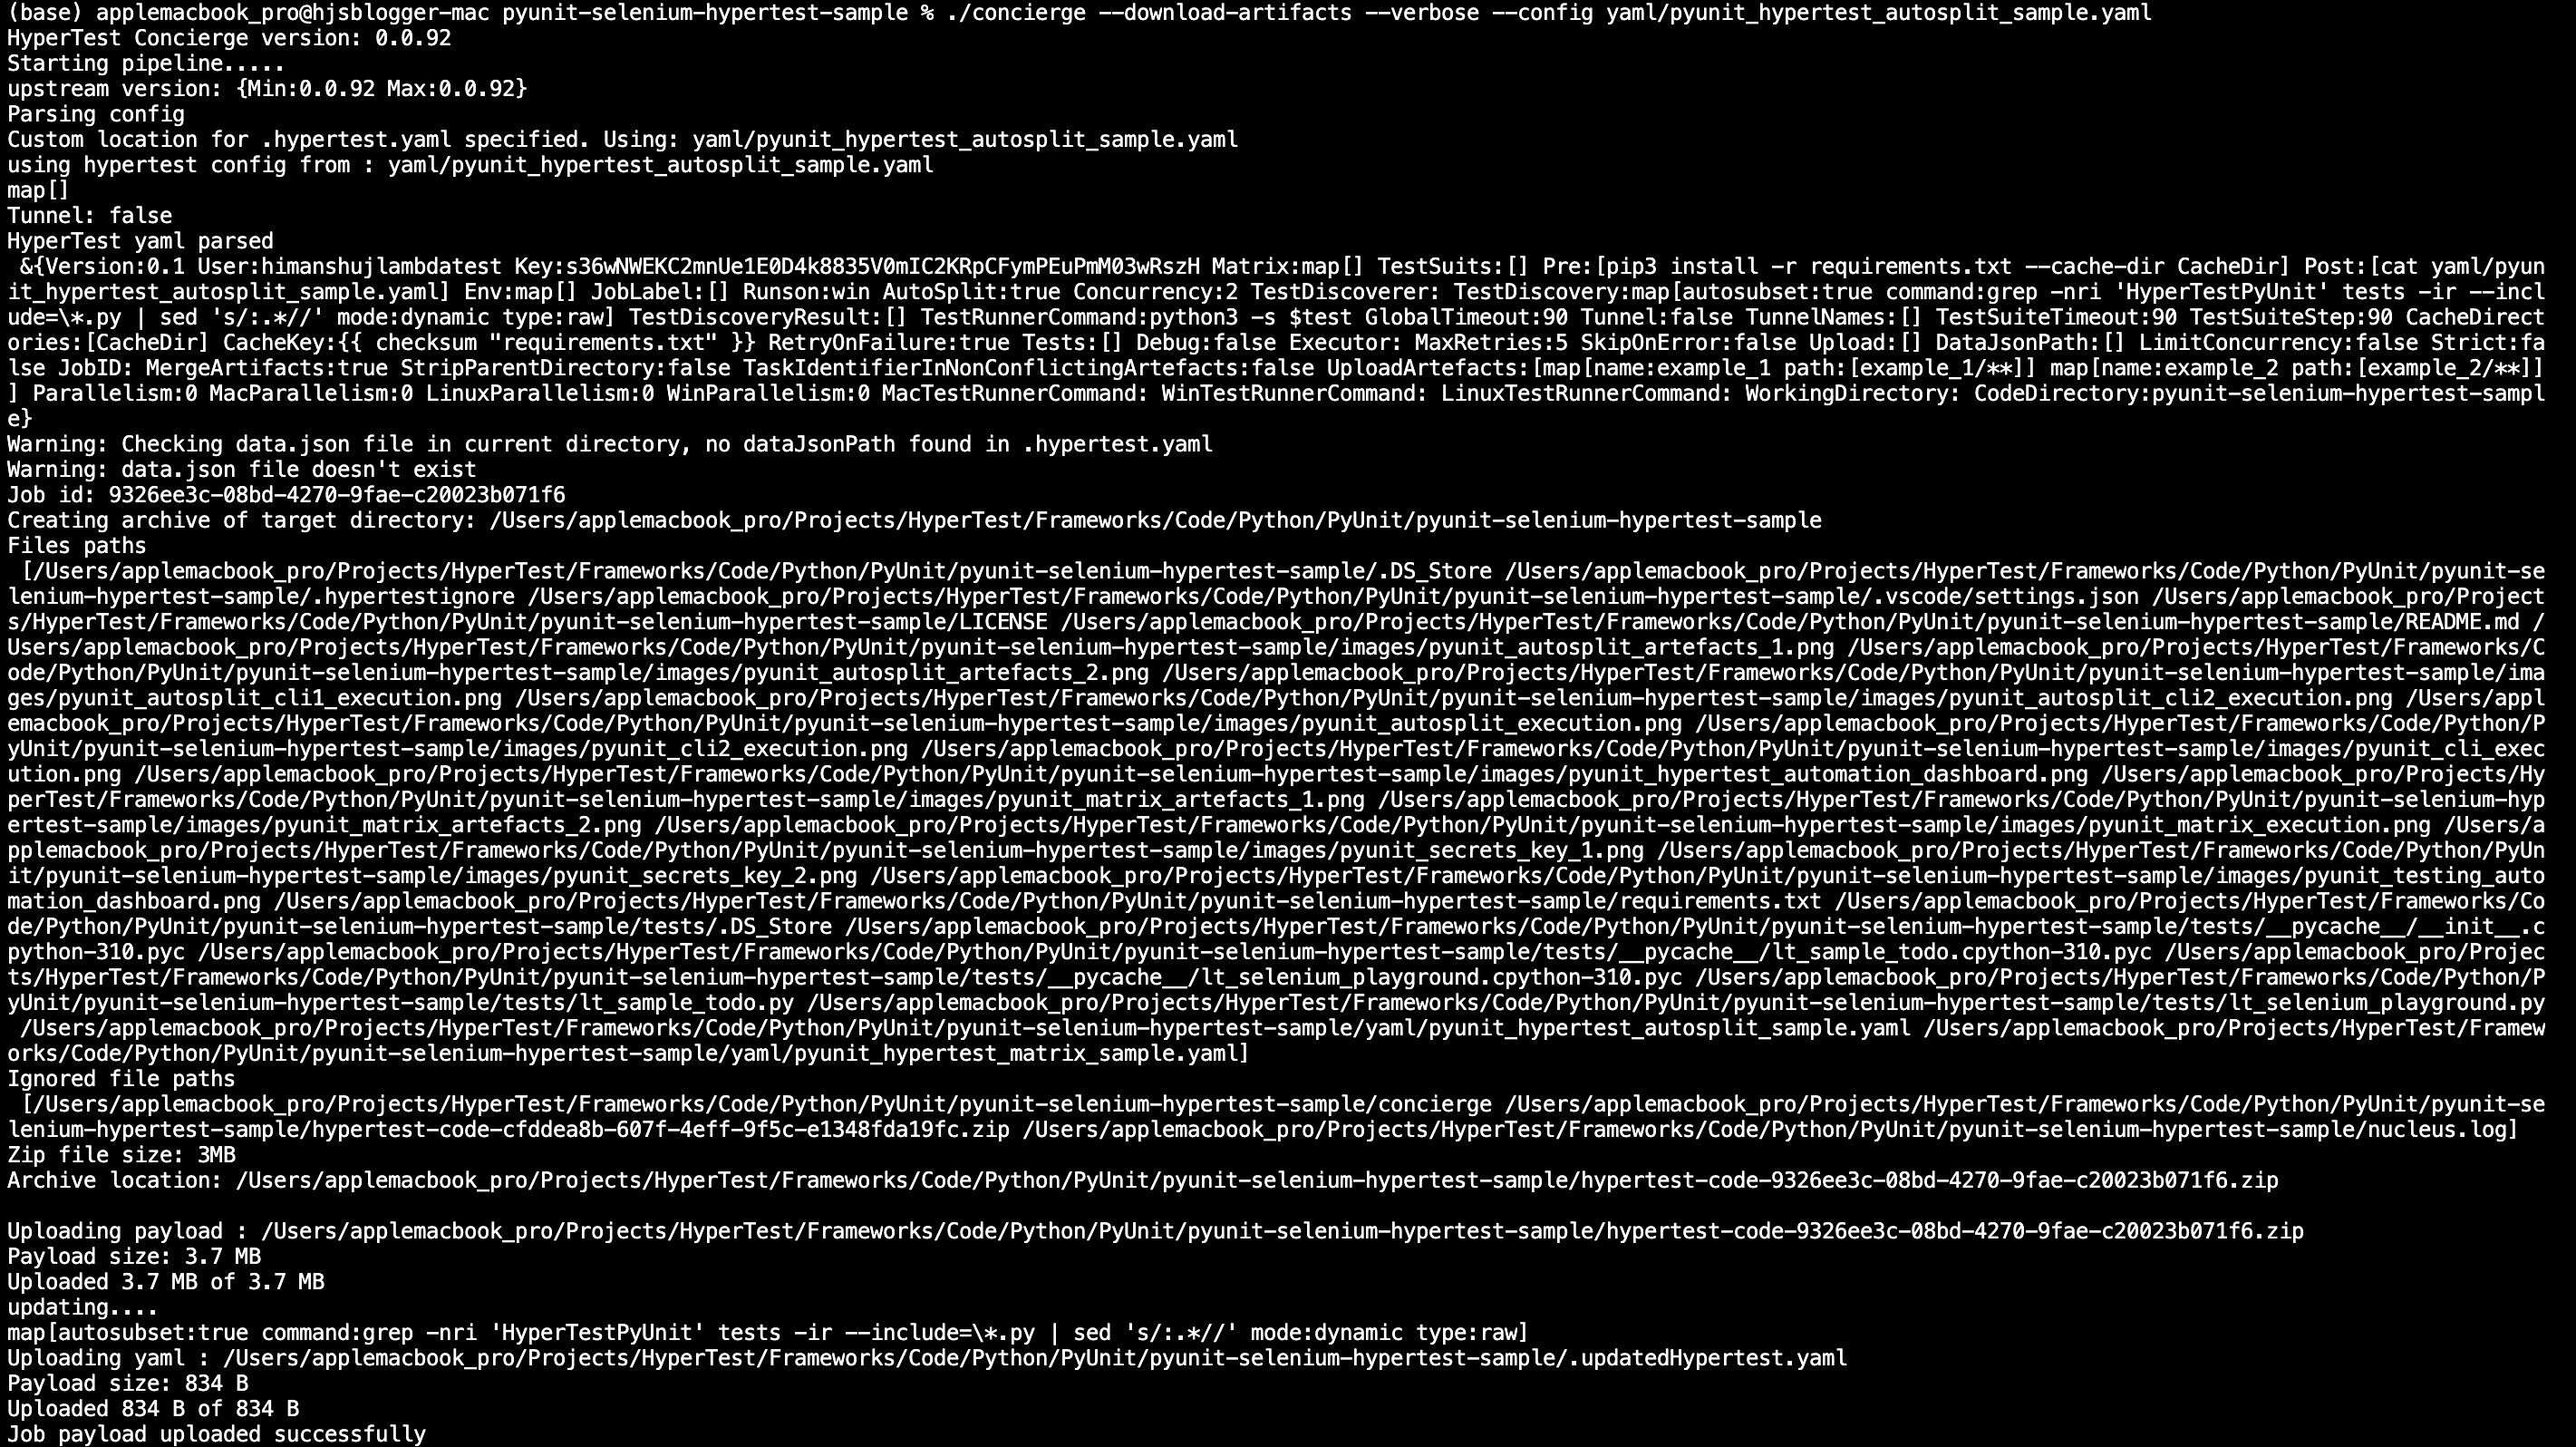 (base) applemacbook_pro@hjsblogger-mac pyunit-selenium-hypertest-sample % ./concierge --download-artifacts --verbose --config yaml/pyunit_hypertest_autosplit_sample.yaml
HyperTest Concierge version: 0.0.92
Starting pipeline.....
upstream version: {Min:0.0.92 Max:0.0.92}
Parsing config
Custom location for .hypertest.yaml specified. Using: yaml/pyunit_hypertest_autosplit_sample.yaml
using hypertest config from : yaml/pyunit_hypertest_autosplit_sample.yaml
map[]
Tunnel: false
HyperTest yaml parsed
 &{Version:0.1 User:himanshujlambdatest Key:s36wNWEKC2mnUe1E0D4k8835V0mIC2KRpCFymPEuPmM03wRszH Matrix:map[] TestSuits:[] Pre:[pip3 install -r requirements.txt --cache-dir CacheDir] Post:[cat yaml/pyun
it_hypertest_autosplit_sample.yaml] Env:map[] JobLabel:[] Runson:win AutoSplit:true Concurrency:2 TestDiscoverer: TestDiscovery:map[autosubset:true command:grep -nri 'HyperTestPyUnit' tests -ir --incl
ude=\*.py | sed 's/:.*//' mode:dynamic type:raw] TestDiscoveryResult:[] TestRunnerCommand:python3 -s $test GlobalTimeout:90 Tunnel:false TunnelNames:[] TestSuiteTimeout:90 TestSuiteStep:90 CacheDirect
ories:[CacheDir] CacheKey:{{ checksum "requirements.txt" }} RetryOnFailure:true Tests:[] Debug:false Executor: MaxRetries:5 SkipOnError:false Upload:[] DataJsonPath:[] LimitConcurrency:false Strict:fa
lse JobID: MergeArtifacts:true StripParentDirectory:false TaskIdentifierInNonConflictingArtefacts:false UploadArtefacts:[map[name:example_1 path:[example_1/**]] map[name:example_2 path:[example_2/**]]
] Parallelism:0 MacParallelism:0 LinuxParallelism:0 WinParallelism:0 MacTestRunnerCommand: WinTestRunnerCommand: LinuxTestRunnerCommand: WorkingDirectory: CodeDirectory:pyunit-selenium-hypertest-sampl
e}
Warning: Checking data.json file in current directory, no dataJsonPath found in .hypertest.yaml
Warning: data.json file doesn't exist
Job id: 9326ee3c-08bd-4270-9fae-c20023b071f6
Creating archive of target directory: /Users/applemacbook_pro/Projects/HyperTest/Frameworks/Code/Python/PyUnit/pyunit-selenium-hypertest-sample
Files paths
 [/Users/applemacbook_pro/Projects/HyperTest/Frameworks/Code/Python/PyUnit/pyunit-selenium-hypertest-sample/.DS_Store /Users/applemacbook_pro/Projects/HyperTest/Frameworks/Code/Python/PyUnit/pyunit-se
lenium-hypertest-sample/.hypertestignore /Users/applemacbook_pro/Projects/HyperTest/Frameworks/Code/Python/PyUnit/pyunit-selenium-hypertest-sample/.vscode/settings.json /Users/applemacbook_pro/Project
s/HyperTest/Frameworks/Code/Python/PyUnit/pyunit-selenium-hypertest-sample/LICENSE /Users/applemacbook_pro/Projects/HyperTest/Frameworks/Code/Python/PyUnit/pyunit-selenium-hypertest-sample/README.md /
Users/applemacbook_pro/Projects/HyperTest/Frameworks/Code/Python/PyUnit/pyunit-selenium-hypertest-sample/images/pyunit_autosplit_artefacts_1.png /Users/applemacbook_pro/Projects/HyperTest/Frameworks/C
ode/Python/PyUnit/pyunit-selenium-hypertest-sample/images/pyunit_autosplit_artefacts_2.png /Users/applemacbook_pro/Projects/HyperTest/Frameworks/Code/Python/PyUnit/pyunit-selenium-hypertest-sample/ima
ges/pyunit_autosplit_cli1_execution.png /Users/applemacbook_pro/Projects/HyperTest/Frameworks/Code/Python/PyUnit/pyunit-selenium-hypertest-sample/images/pyunit_autosplit_cli2_execution.png /Users/appl
emacbook_pro/Projects/HyperTest/Frameworks/Code/Python/PyUnit/pyunit-selenium-hypertest-sample/images/pyunit_autosplit_execution.png /Users/applemacbook_pro/Projects/HyperTest/Frameworks/Code/Python/P
yUnit/pyunit-selenium-hypertest-sample/images/pyunit_cli2_execution.png /Users/applemacbook_pro/Projects/HyperTest/Frameworks/Code/Python/PyUnit/pyunit-selenium-hypertest-sample/images/pyunit_cli_exec
ution.png /Users/applemacbook_pro/Projects/HyperTest/Frameworks/Code/Python/PyUnit/pyunit-selenium-hypertest-sample/images/pyunit_hypertest_automation_dashboard.png /Users/applemacbook_pro/Projects/Hy
perTest/Frameworks/Code/Python/PyUnit/pyunit-selenium-hypertest-sample/images/pyunit_matrix_artefacts_1.png /Users/applemacbook_pro/Projects/HyperTest/Frameworks/Code/Python/PyUnit/pyunit-selenium-hyp
ertest-sample/images/pyunit_matrix_artefacts_2.png /Users/applemacbook_pro/Projects/HyperTest/Frameworks/Code/Python/PyUnit/pyunit-selenium-hypertest-sample/images/pyunit_matrix_execution.png /Users/a
pplemacbook_pro/Projects/HyperTest/Frameworks/Code/Python/PyUnit/pyunit-selenium-hypertest-sample/images/pyunit_secrets_key_1.png /Users/applemacbook_pro/Projects/HyperTest/Frameworks/Code/Python/PyUn
it/pyunit-selenium-hypertest-sample/images/pyunit_secrets_key_2.png /Users/applemacbook_pro/Projects/HyperTest/Frameworks/Code/Python/PyUnit/pyunit-selenium-hypertest-sample/images/pyunit_testing_auto
mation_dashboard.png /Users/applemacbook_pro/Projects/HyperTest/Frameworks/Code/Python/PyUnit/pyunit-selenium-hypertest-sample/requirements.txt /Users/applemacbook_pro/Projects/HyperTest/Frameworks/Co
de/Python/PyUnit/pyunit-selenium-hypertest-sample/tests/.DS_Store /Users/applemacbook_pro/Projects/HyperTest/Frameworks/Code/Python/PyUnit/pyunit-selenium-hypertest-sample/tests/__pycache__/__init__.c
python-310.pyc /Users/applemacbook_pro/Projects/HyperTest/Frameworks/Code/Python/PyUnit/pyunit-selenium-hypertest-sample/tests/__pycache__/lt_sample_todo.cpython-310.pyc /Users/applemacbook_pro/Projec
ts/HyperTest/Frameworks/Code/Python/PyUnit/pyunit-selenium-hypertest-sample/tests/__pycache__/lt_selenium_playground.cpython-310.pyc /Users/applemacbook_pro/Projects/HyperTest/Frameworks/Code/Python/P
yUnit/pyunit-selenium-hypertest-sample/tests/lt_sample_todo.py /Users/applemacbook_pro/Projects/HyperTest/Frameworks/Code/Python/PyUnit/pyunit-selenium-hypertest-sample/tests/lt_selenium_playground.py
 /Users/applemacbook_pro/Projects/HyperTest/Frameworks/Code/Python/PyUnit/pyunit-selenium-hypertest-sample/yaml/pyunit_hypertest_autosplit_sample.yaml /Users/applemacbook_pro/Projects/HyperTest/Framew
orks/Code/Python/PyUnit/pyunit-selenium-hypertest-sample/yaml/pyunit_hypertest_matrix_sample.yaml]
Ignored file paths
 [/Users/applemacbook_pro/Projects/HyperTest/Frameworks/Code/Python/PyUnit/pyunit-selenium-hypertest-sample/concierge /Users/applemacbook_pro/Projects/HyperTest/Frameworks/Code/Python/PyUnit/pyunit-se
lenium-hypertest-sample/hypertest-code-cfddea8b-607f-4eff-9f5c-e1348fda19fc.zip /Users/applemacbook_pro/Projects/HyperTest/Frameworks/Code/Python/PyUnit/pyunit-selenium-hypertest-sample/nucleus.log]
Zip file size: 3MB
Archive location: /Users/applemacbook_pro/Projects/HyperTest/Frameworks/Code/Python/PyUnit/pyunit-selenium-hypertest-sample/hypertest-code-9326ee3c-08bd-4270-9fae-c20023b071f6.zip
Uploading payload : /Users/applemacbook_pro/Projects/HyperTest/Frameworks/Code/Python/PyUnit/pyunit-selenium-hypertest-sample/hypertest-code-9326ee3c-08bd-4270-9fae-c20023b071f6.zip
Payload size: 3.7 MB
Uploaded 3.7 MB of 3.7 MB
updating....
map[autosubset:true command:grep -nri 'HyperTestPyUnit' tests -ir --include=\*.py | sed 's/:.*//' mode:dynamic type:raw]
Uploading yaml : /Users/applemacbook_pro/Projects/HyperTest/Frameworks/Code/Python/PyUnit/pyunit-selenium-hypertest-sample/.updatedHypertest.yaml
Payload size: 834 B
Uploaded 834 B of 834 B
Job payload uploaded successfully